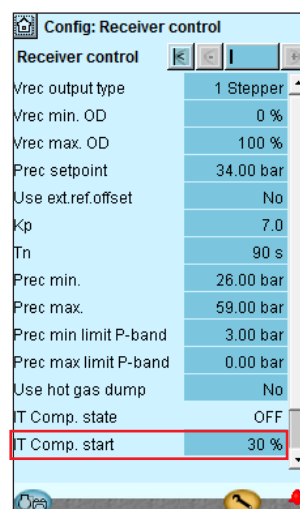 Config: Receiver control
Receiver control
Vrec output type 1 Stepper
Vrec min. OD 0 %
Vrec max. OD 100 %
Prec setpoint 34.00 bar
Use ext.ref.offset No
Kp 7.0
Tn 90 s
Prec min. 26.00 bar
Prec max. 59.00 bar
Prec min limit P-band 3.00 bar
Prec max limit P-band 0.00 bar
Use hot gas dump No
IT Comp. state OFF
IT Comp. start 30 %